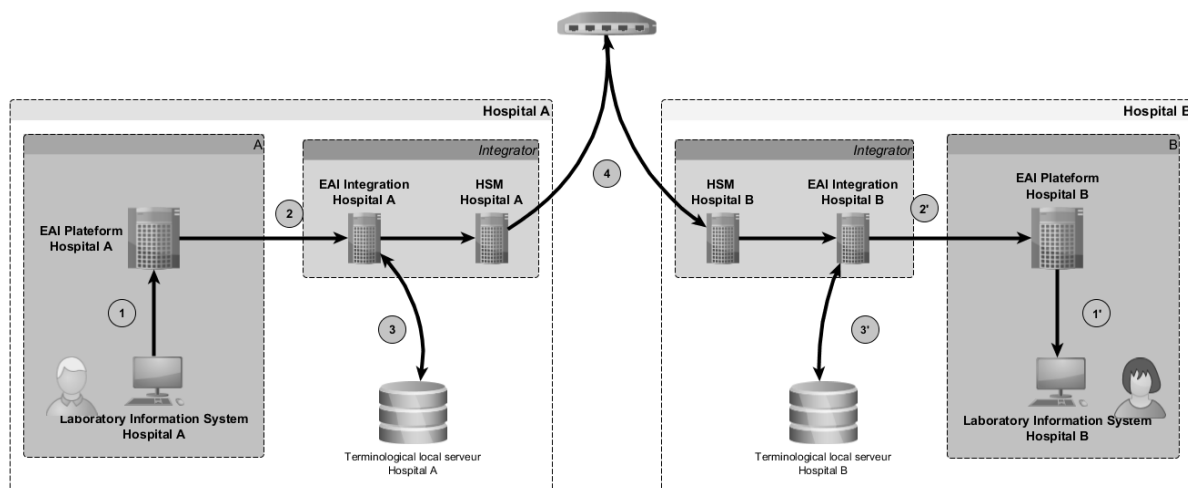 Hospital A
Hospital B
A
Integrator
Integrator
B
EAI Integration
Hospital A
HSM
Hospital A
4
HSM
Hospital B
EAI Integration
Hospital B
EAI Plateform
Hospital B
2
2'
EAI Plateform
Hospital A
1
3
3'
1'
Laboratory Information System
Hospital A
Terminological local serveur
Hospital A
Terminological local serveur
Hospital B
Laboratory Information System
Hospital B